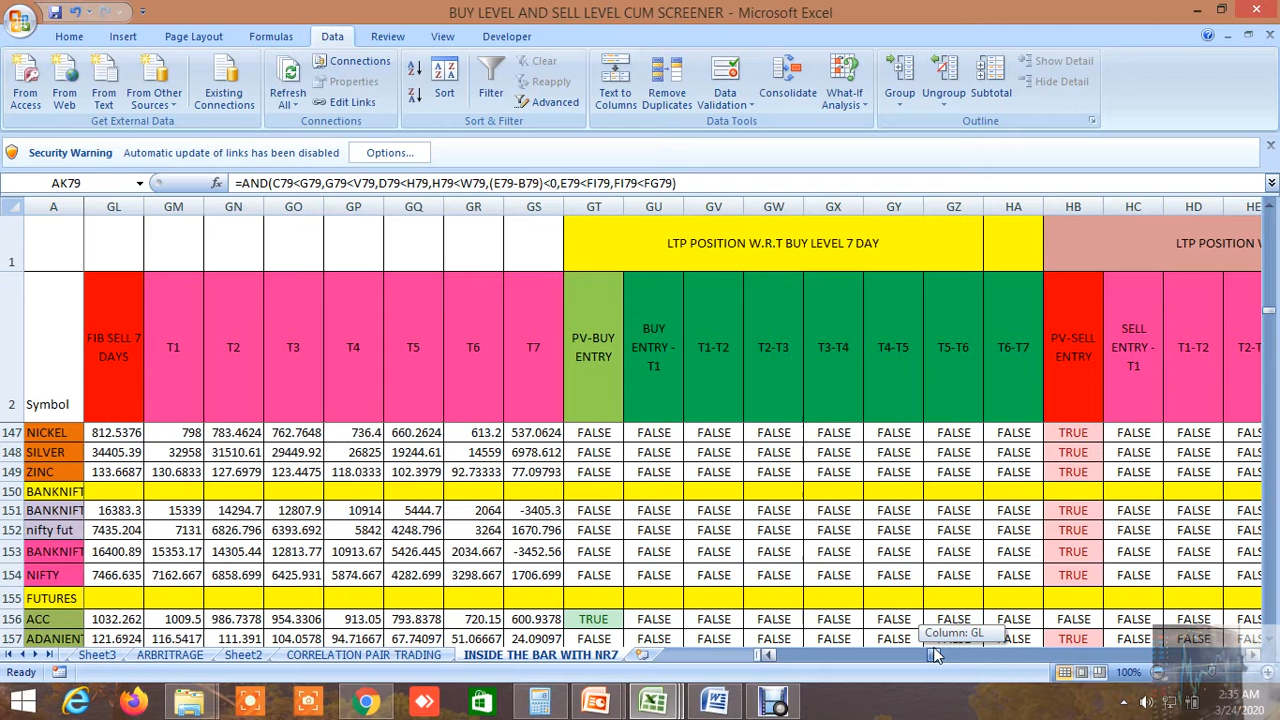 BUY LEVEL AND SELL LEVEL CUM SCREENER - Microsoft Excel
Home Insert Page Layout Formulas Data Review View Developer
From Access From Web From Text From Other Sources Existing Connections Refresh All Connections Properties Edit Links Sort Filter Clear Reapply Advanced Text to Columns Remove Duplicates Data Validation Consolidate What-If Analysis Group Ungroup Subtotal Show Detail Hide Detail
Get External Data Connections Sort & Filter Data Tools Outline
Security Warning Automatic update of links has been disabled Options...
AK79 fx =AND(C79<G79,G79<V79,D79<H79,H79<W79,(E79-B79)<0,E79<FI79,FI79<FG79)
A GL GM GN GO GP GQ GR GS GT GU GV GW GX GY GZ HA HB HC HD HE
1 LTP POSITION W.R.T BUY LEVEL 7 DAY LTP POSITION W
2 Symbol FIB SELL 7 DAYS T1 T2 T3 T4 T5 T6 T7 PV-BUY ENTRY BUY ENTRY - T1 T1-T2 T2-T3 T3-T4 T4-T5 T5-T6 T6-T7 PV-SELL ENTRY SELL ENTRY - T1 T1-T2 T2-T
147 NICKEL 812.5376 798 783.4624 762.7648 736.4 660.2624 613.2 537.0624 FALSE FALSE FALSE FALSE FALSE FALSE FALSE FALSE TRUE FALSE FALSE FALS
148 SILVER 34405.39 32958 31510.61 29449.92 26825 19244.61 14559 6978.612 FALSE FALSE FALSE FALSE FALSE FALSE FALSE FALSE TRUE FALSE FALSE FALS
149 ZINC 133.6687 130.6833 127.6979 123.4475 118.0333 102.3979 92.73333 77.09793 FALSE FALSE FALSE FALSE FALSE FALSE FALSE FALSE TRUE FALSE FALSE FALS
150 BANKNIFT
151 BANKNIFT 16383.3 15339 14294.7 12807.9 10914 5444.7 2064 -3405.3 FALSE FALSE FALSE FALSE FALSE FALSE FALSE FALSE TRUE FALSE FALSE FALS
152 nifty fut 7435.204 7131 6826.796 6393.692 5842 4248.796 3264 1670.796 FALSE FALSE FALSE FALSE FALSE FALSE FALSE FALSE TRUE FALSE FALSE FALS
153 BANKNIFT 16400.89 15353.17 14305.44 12813.77 10913.67 5426.445 2034.667 -3452.56 FALSE FALSE FALSE FALSE FALSE FALSE FALSE FALSE TRUE FALSE FALSE FALS
154 NIFTY 7466.635 7162.667 6858.699 6425.931 5874.667 4282.699 3298.667 1706.699 FALSE FALSE FALSE FALSE FALSE FALSE FALSE FALSE TRUE FALSE FALSE FALS
155 FUTURES
156 ACC 1032.262 1009.5 986.7378 954.3306 913.05 793.8378 720.15 600.9378 TRUE FALSE FALSE FALSE FALSE FALSE FALSE FALSE FALSE FALSE FALSE FALS
157 ADANIENT 121.6924 116.5417 111.391 104.0578 94.71667 67.74097 51.06667 24.09097 FALSE FALSE FALSE FALSE FALSE FALSE FALSE TRUE FALSE FALSE FALS
Column: GL
Sheet3 ARBITRAGE Sheet2 CORRELATION PAIR TRADING INSIDE THE BAR WITH NR7
Ready 100%
2:35 AM
3/24/2020